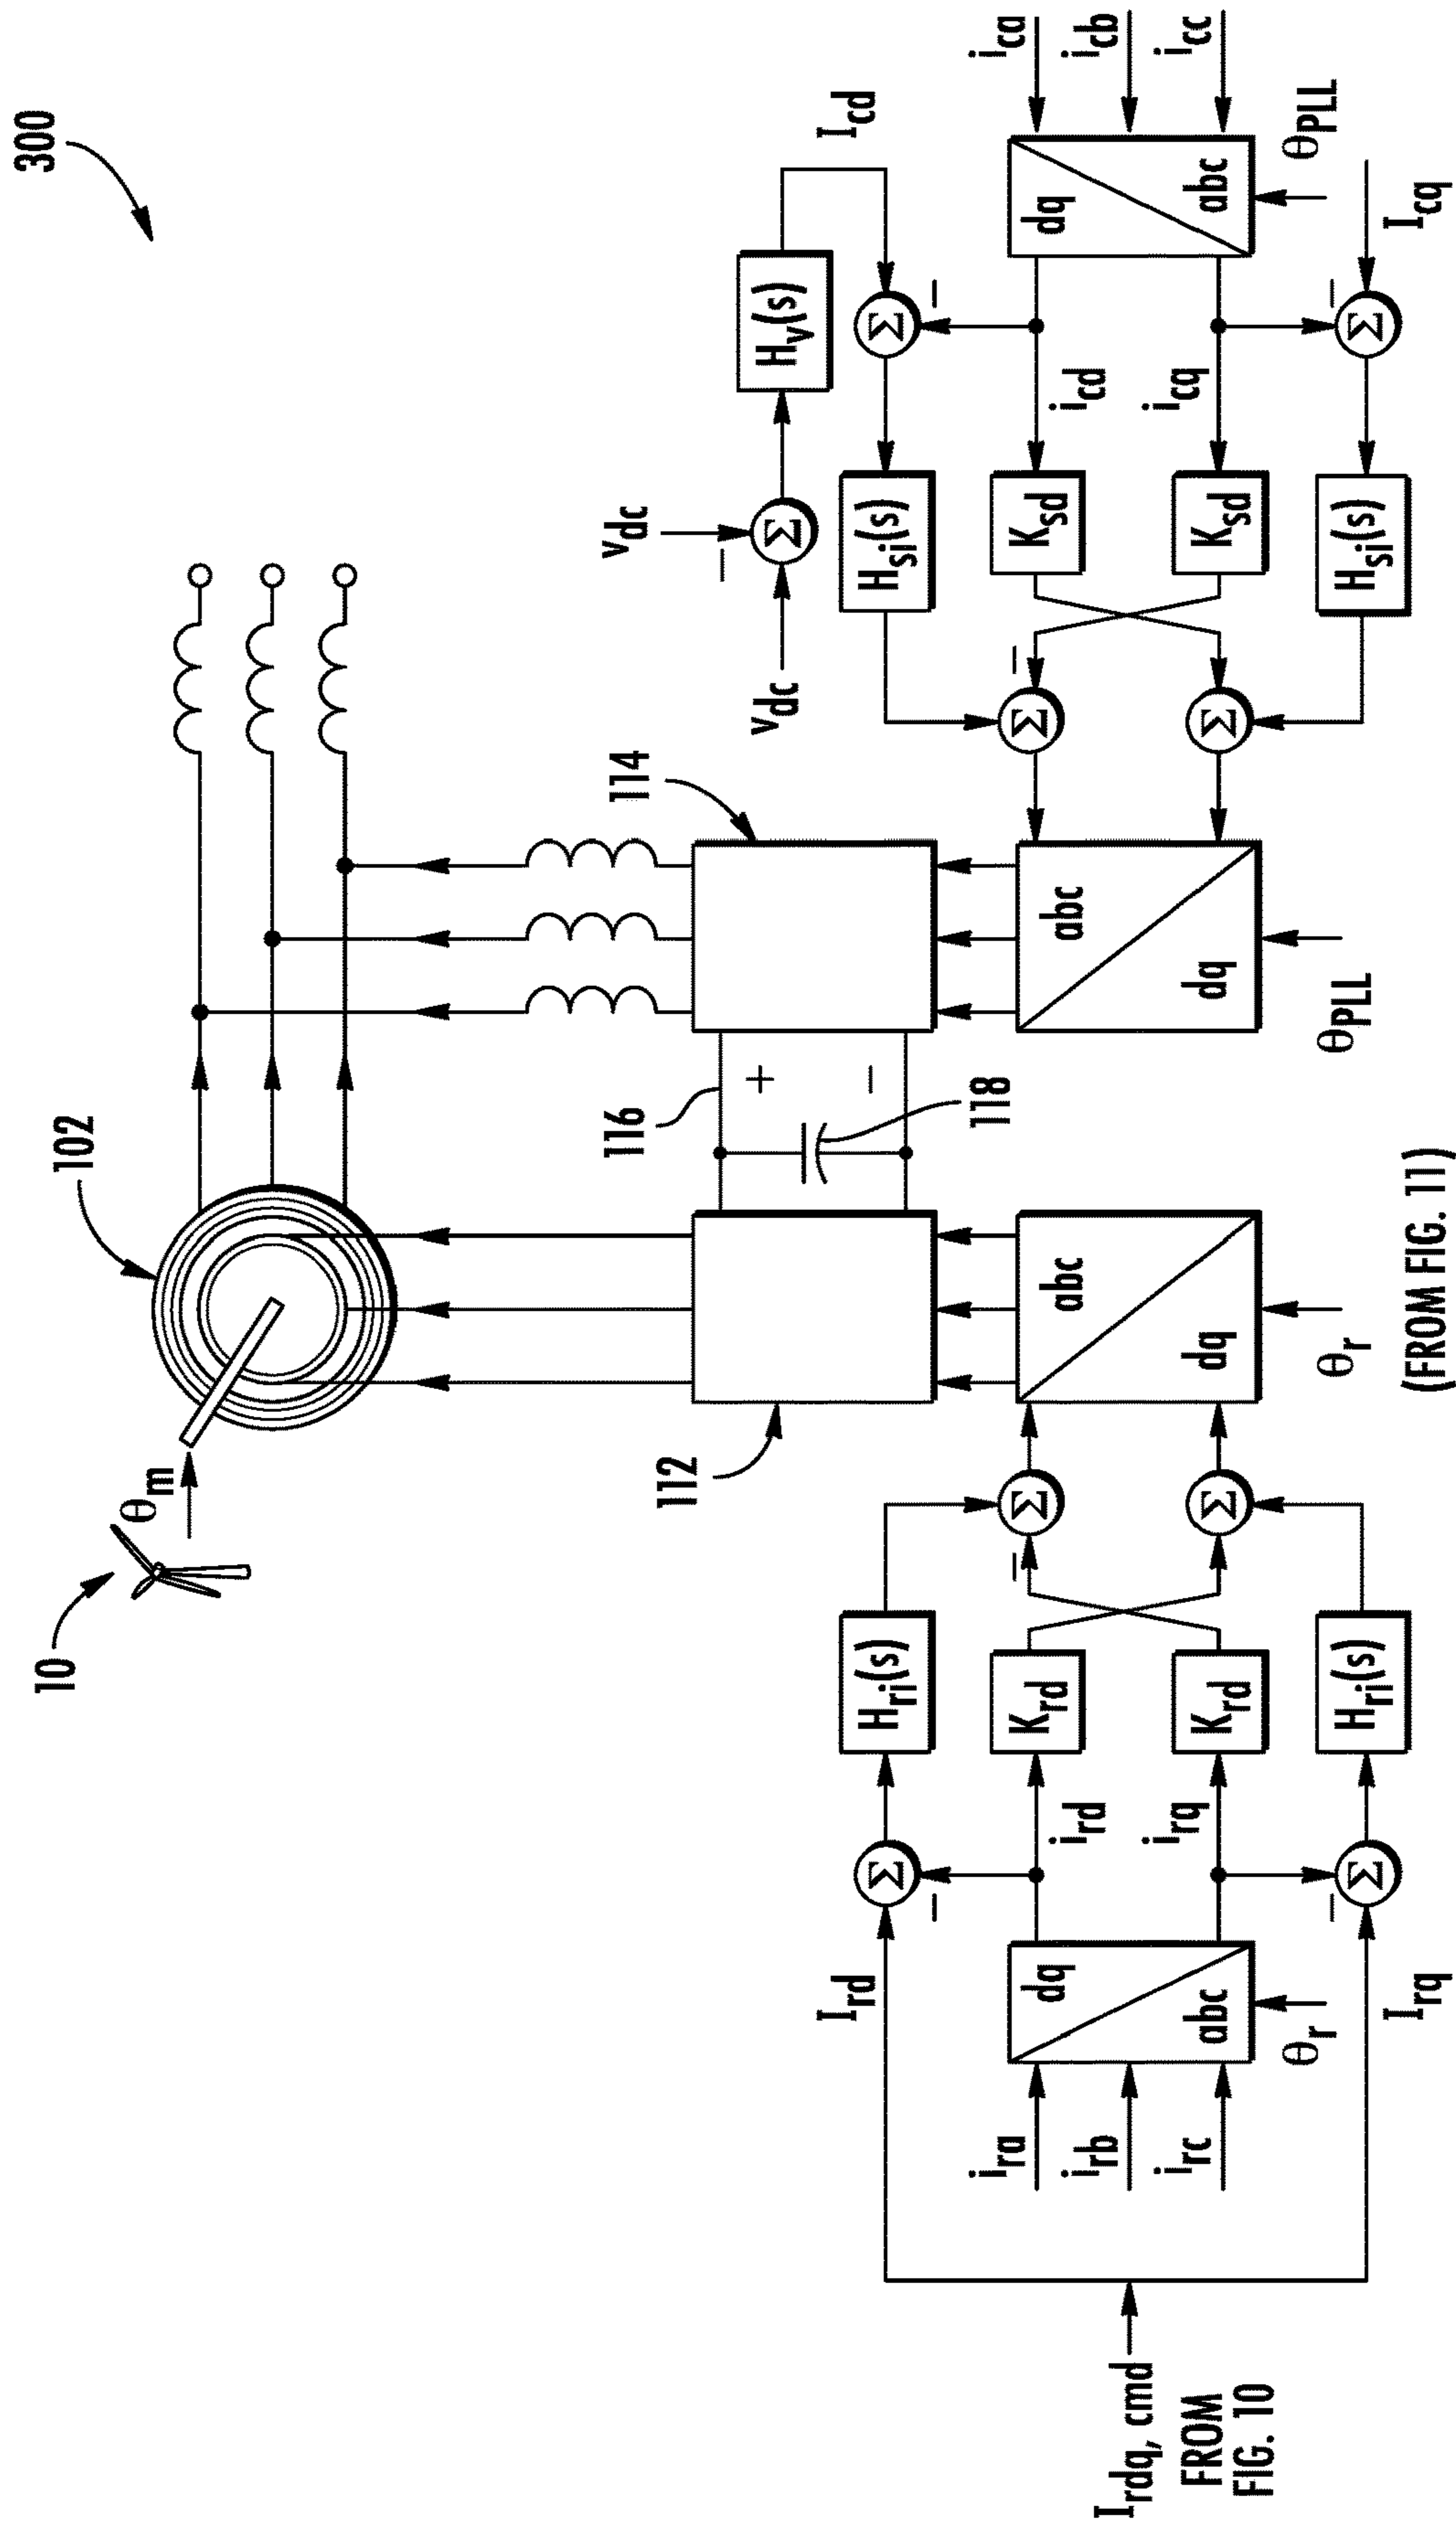 300
10
θm
102
112
116
118
114
+
−
vdc
−
vdc
Σ
Hv(s)
Icd
Ird
Σ
−
Hri(s)
Hsi(s)
Σ
−
ira
irb
irc
dq
abc
θr
ird
irq
Krd
Krd
−
Σ
Σ
abc
dq
θr
(FROM FIG. 11)
abc
dq
θPLL
−
Σ
Σ
Ksd
Ksd
icd
icq
dq
abc
θPLL
ica
icb
icc
Irdq, cmd
FROM
FIG. 10
Irq
Σ
−
Hri(s)
Hsi(s)
Σ
−
Icq